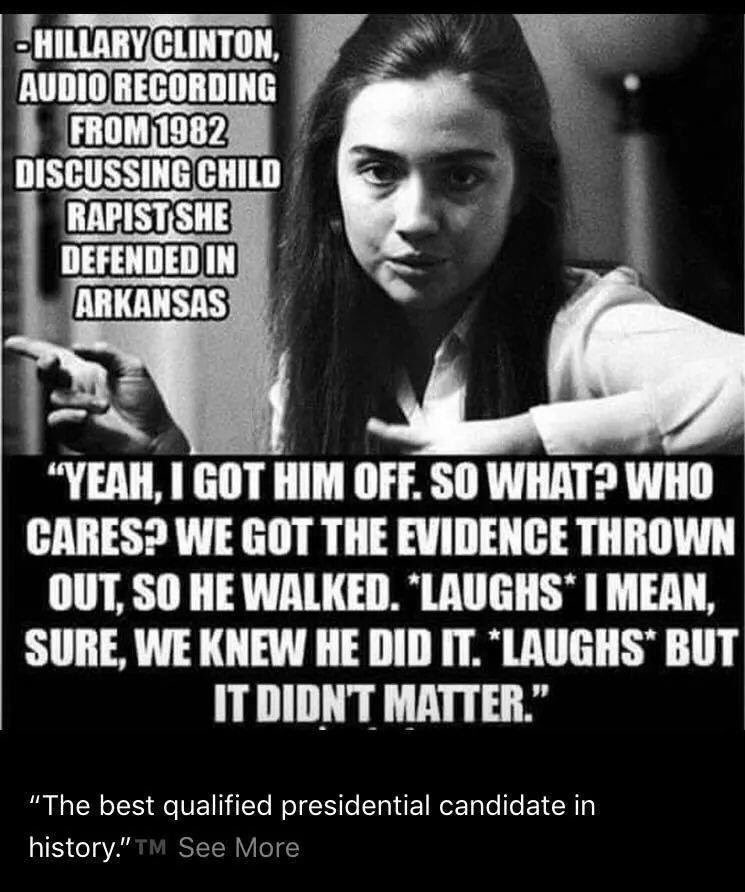 -HILLARY CLINTON,
AUDIO RECORDING
FROM 1982
DISCUSSING CHILD
RAPIST SHE
DEFENDED IN
ARKANSAS
"YEAH, I GOT HIM OFF. SO WHAT? WHO
CARES? WE GOT THE EVIDENCE THROWN
OUT, SO HE WALKED. *LAUGHS* I MEAN,
SURE, WE KNEW HE DID IT. *LAUGHS* BUT
IT DIDN'T MATTER."
“The best qualified presidential candidate in
history.”™ See More